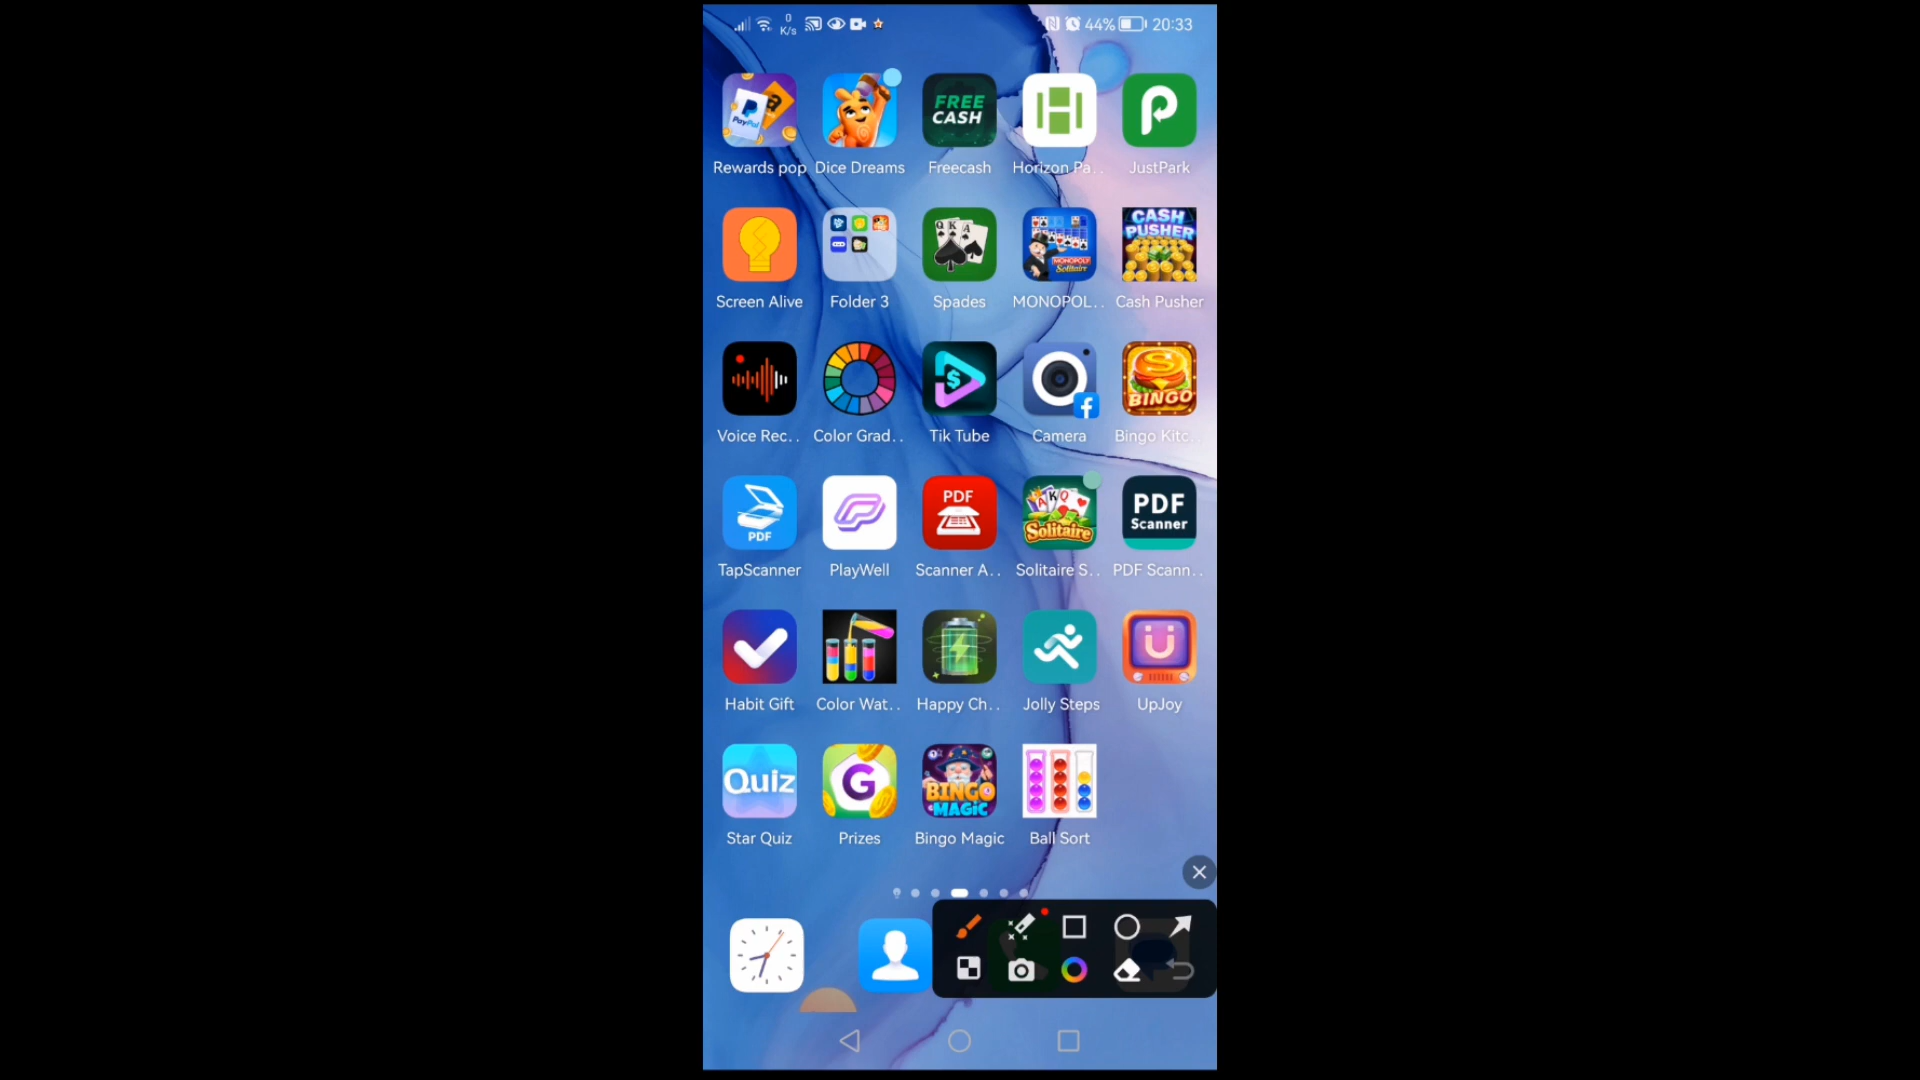 0
K/s
44%
20:33
PayPal
FREE
CASH
Rewards pop
Dice Dreams
Freecash
Horizon Pa..
JustPark
Q K A
MONOPOLY
Solitaire
CASH
PUSHER
Screen Alive
Folder 3
Spades
MONOPOL..
Cash Pusher
BINGO
Voice Rec..
Color Grad..
Tik Tube
Camera
Bingo Kitc..
PDF
PDF
A K Q
Solitaire
PDF
Scanner
TapScanner
PlayWell
Scanner A..
Solitaire S..
PDF Scann..
Habit Gift
Color Wat..
Happy Ch..
Jolly Steps
UpJoy
Quiz
G
BINGO
MAGIC
Star Quiz
Prizes
Bingo Magic
Ball Sort